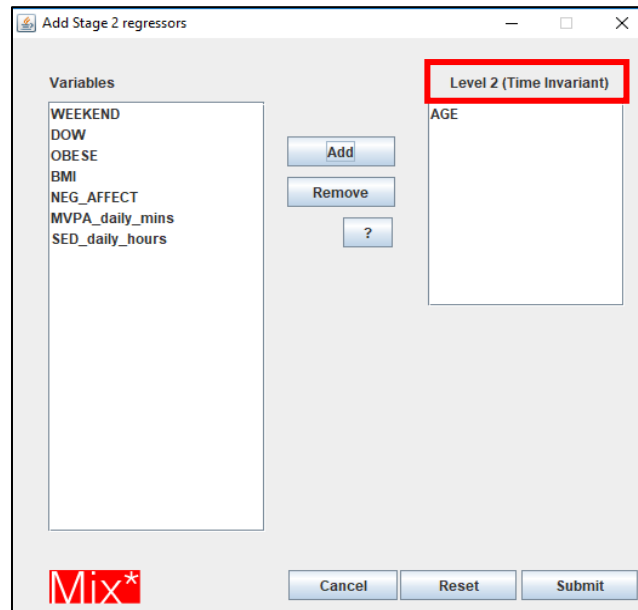 Add Stage 2 regressors
Variables
Level 2 (Time Invariant)
WEEKEND
DOW
OBESE
BMI
NEG_AFFECT
MVPA_daily_mins
SED_daily_hours
Add
Remove
?
AGE
Mix*
Cancel
Reset
Submit